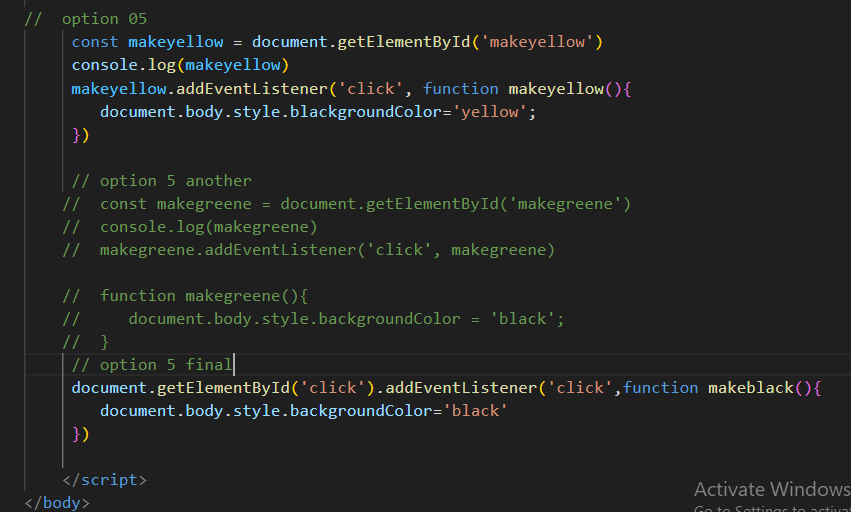 // option 05
const makeyellow = document.getElementById('makeyellow')
console.log(makeyellow)
makeyellow.addEventListener('click', function makeyellow(){
document.body.style.blackgroundColor='yellow';
})
// option 5 another
// const makegreene = document.getElementById('makegreene')
// console.log(makegreene)
// makegreene.addEventListener('click', makegreene)
// function makegreene(){
// document.body.style.backgroundColor = 'black';
// }
// option 5 final
document.getElementById('click').addEventListener('click',function makeblack(){
document.body.style.backgroundColor='black'
})
</script>
</body>
Activate Windows
Go to Settings to activat